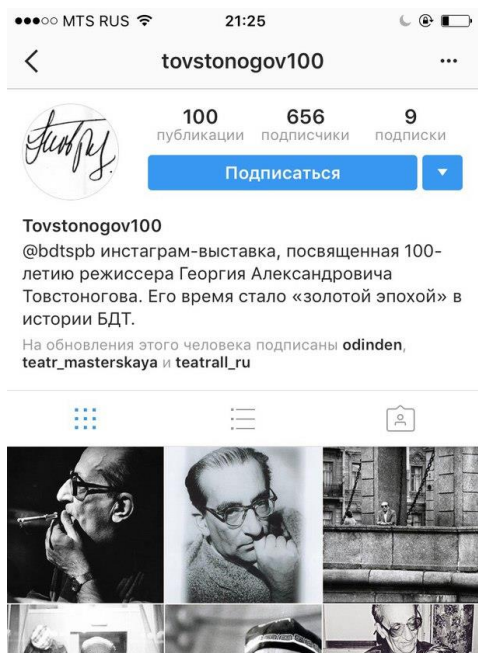 MTS RUS 21:25
tovstonogov100
100 656 9
публикации подписчики подписки
Подписаться
Tovstonogov100
@bdtspb инстаграм-выставка, посвященная 100-
летию режиссера Георгия Александровича
Товстоногова. Его время стало «золотой эпохой» в
истории БДТ.
На обновления этого человека подписаны odinden,
teatr_masterskaya и teatrall_ru